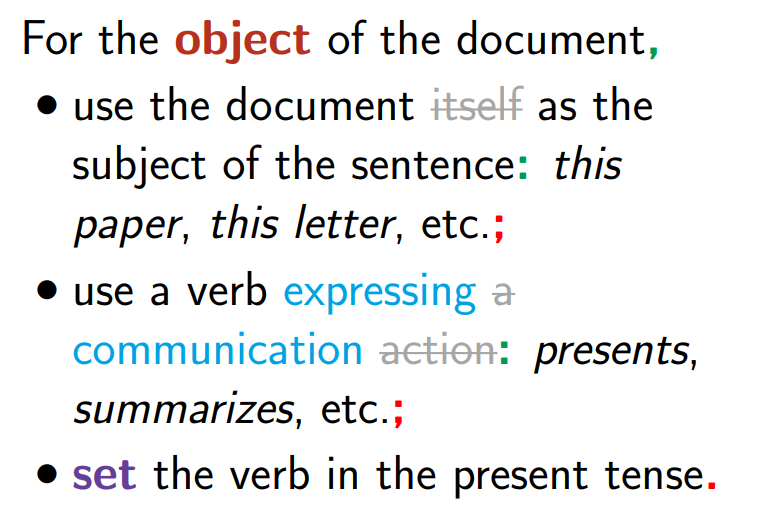 For the object of the document,
• use the document itself as the
subject of the sentence: this
paper, this letter, etc.;
• use a verb expressing a
communication action: presents,
summarizes, etc.;
• set the verb in the present tense.